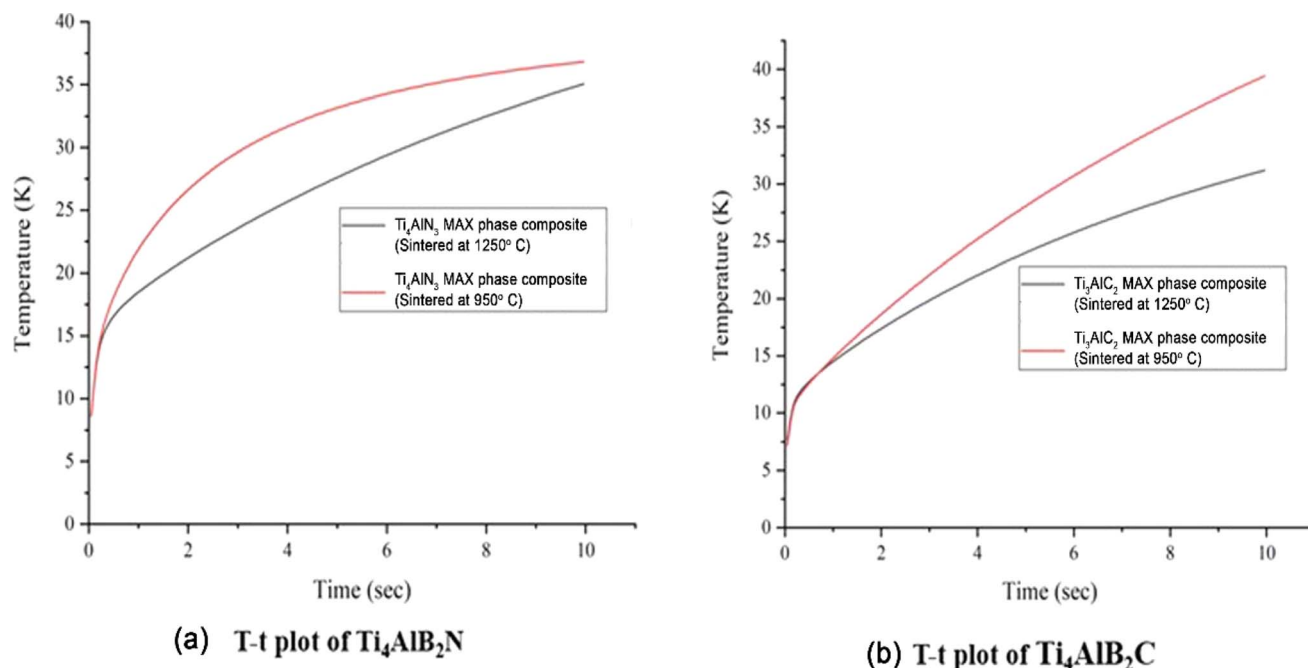 40
35
30
25
20
15
10
5
0
Temperature (K)
Ti₄AlN₃ MAX phase composite
(Sintered at 1250° C)
Ti₄AlN₃ MAX phase composite
(Sintered at 950° C)
0 2 4 6 8 10
Time (sec)
(a) T-t plot of Ti₄AlB₂N
40
35
30
25
20
15
10
5
0
Temperature (K)
Ti₃AlC₂ MAX phase composite
(Sintered at 1250° C)
Ti₃AlC₂ MAX phase composite
(Sintered at 950° C)
0 2 4 6 8 10
Time (sec)
(b) T-t plot of Ti₄AlB₂C